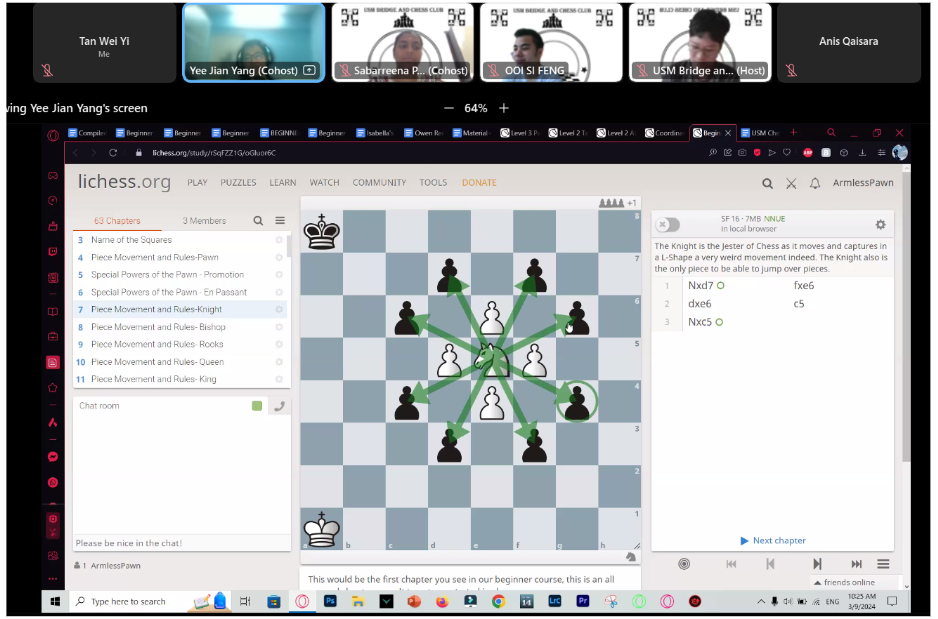 Tan Wei Yi
Me
USM BRIDGE AND CHESS CLUB
USM BRIDGE AND CHESS CLUB
Yee Jian Yang (Cohost)
Sabarreena P... (Cohost)
OOI SI FENG
USM Bridge an... (Host)
Anis Qaisara
ving Yee Jian Yang's screen
64%
Compiled
Beginner
Beginner
Beginner
BEGINNE
Beginner
Isabella's
Owen Re
Material
Level 3 P
Level 2 T
Level 2 A
Coordina
Begin
USM Che
lichess.org/study/rSqFZZ1G/oGluor6C
lichess.org
PLAY PUZZLES LEARN WATCH COMMUNITY TOOLS DONATE
ArmlessPawn
63 Chapters
3 Members
3 Name of the Squares
4 Piece Movement and Rules-Pawn
5 Special Powers of the Pawn - Promotion
6 Special Powers of the Pawn - En Passant
7 Piece Movement and Rules-Knight
8 Piece Movement and Rules- Bishop
9 Piece Movement and Rules- Rooks
10 Piece Movement and Rules- Queen
11 Piece Movement and Rules- King
Chat room
Please be nice in the chat!
1 ArmlessPawn
+1
8
7
6
5
4
3
2
1
b c d e f g h
This would be the first chapter you see in our beginner course, this is an all
SF 16 • 7MB NNUE
in local browser
The Knight is the Jester of Chess as it moves and captures in
a L-Shape a very weird movement indeed. The Knight also is
the only piece to be able to jump over pieces.
1 Nxd7 fxe6
2 dxe6 c5
3 Nxc5
Next chapter
friends online
Type here to search
ENG
10:25 AM
3/9/2024